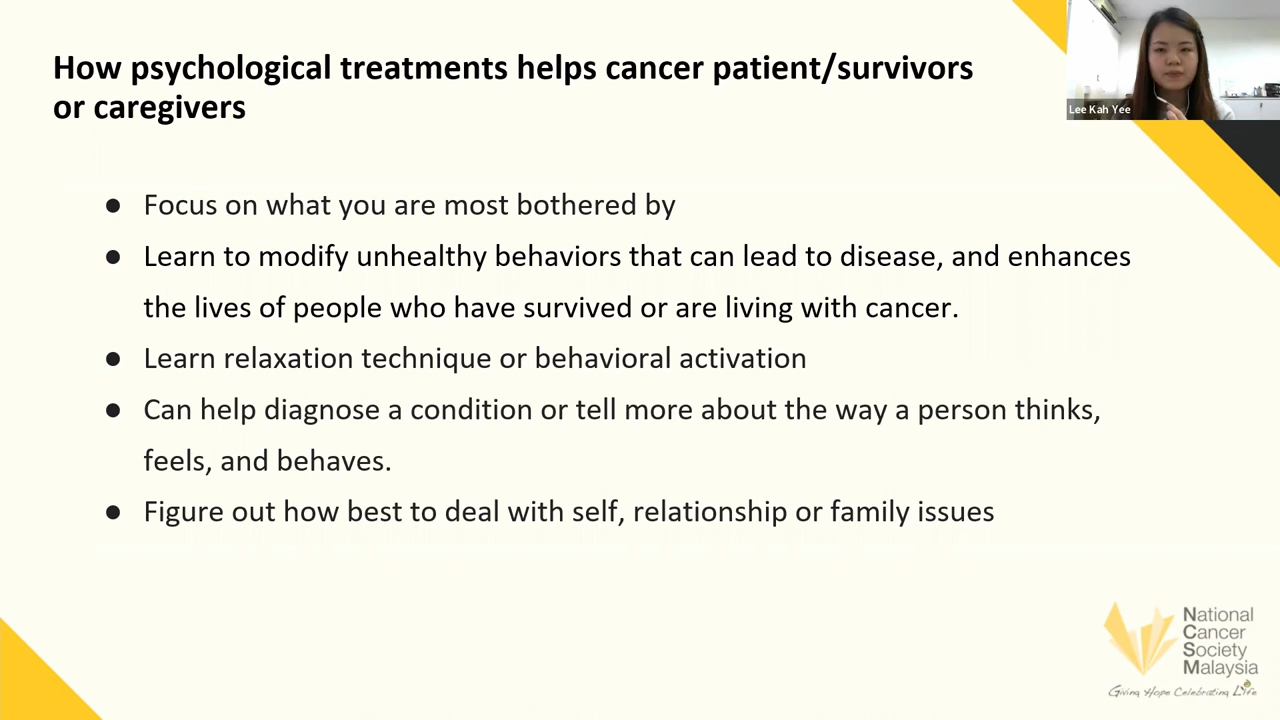 How psychological treatments helps cancer patient/survivors
or caregivers
Lee Kah Yee
● Focus on what you are most bothered by
● Learn to modify unhealthy behaviors that can lead to disease, and enhances
the lives of people who have survived or are living with cancer.
● Learn relaxation technique or behavioral activation
● Can help diagnose a condition or tell more about the way a person thinks,
feels, and behaves.
● Figure out how best to deal with self, relationship or family issues
National
Cancer
Society
Malaysia
Giving Hope Celebrating Life